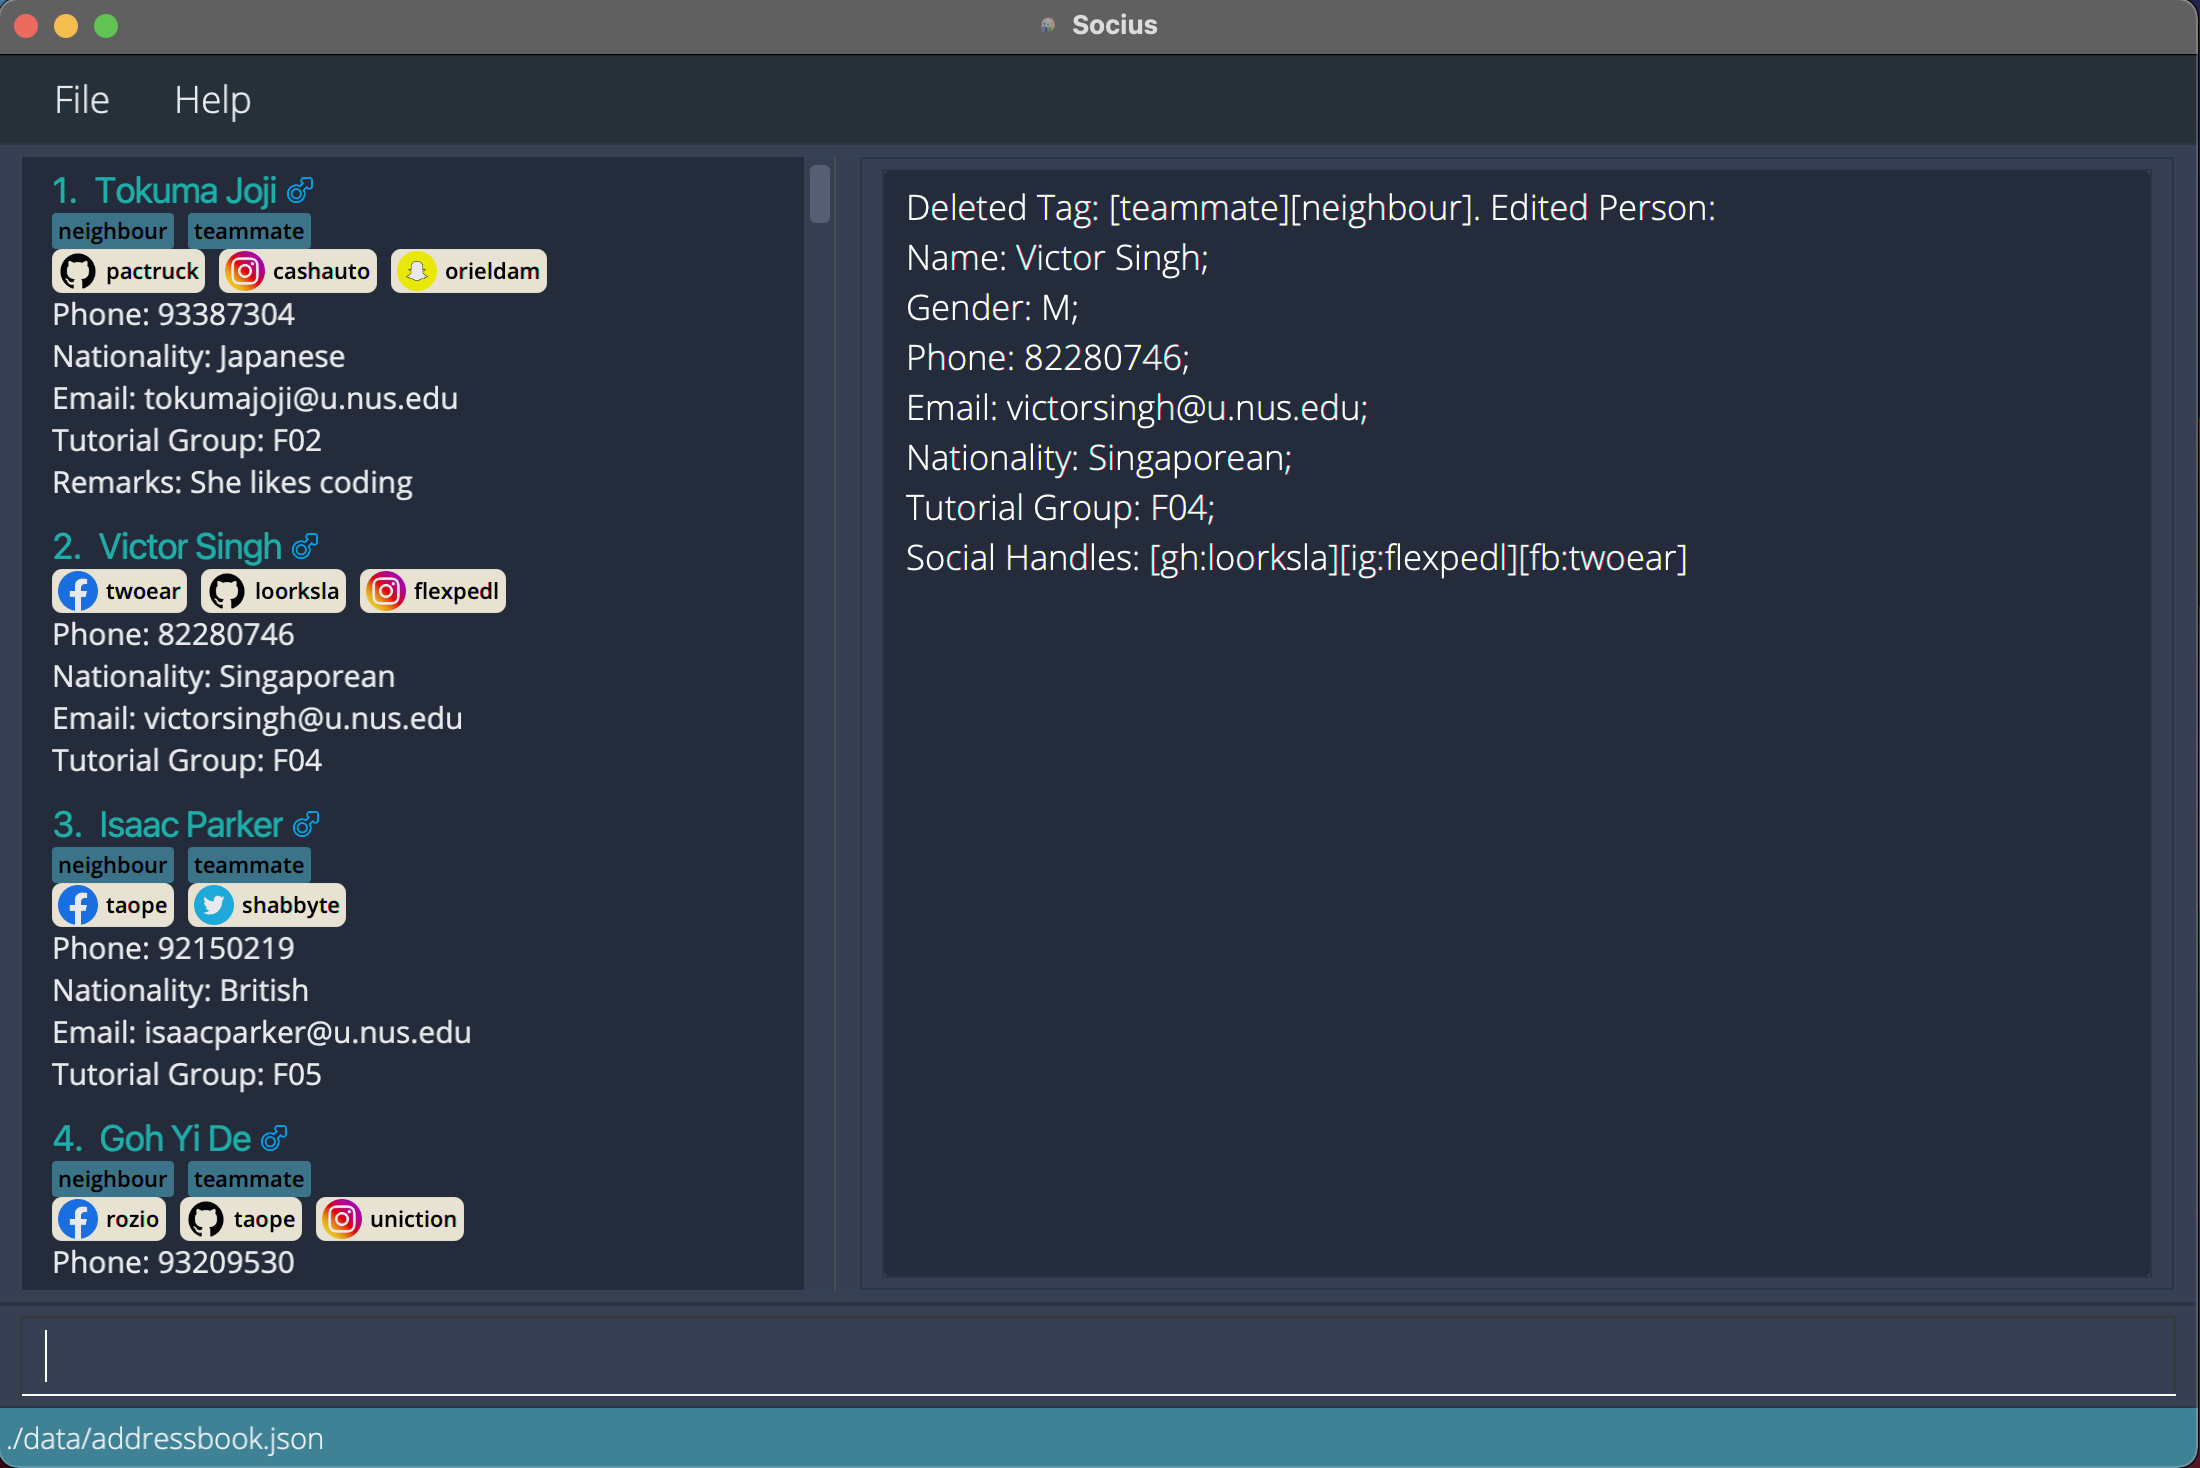 Socius
File Help
1. Tokuma Joji
neighbour teammate
pactruck cashauto orieldam
Phone: 93387304
Nationality: Japanese
Email: tokumajoji@u.nus.edu
Tutorial Group: F02
Remarks: She likes coding
2. Victor Singh
twoear loorksla flexpedl
Phone: 82280746
Nationality: Singaporean
Email: victorsingh@u.nus.edu
Tutorial Group: F04
3. Isaac Parker
neighbour teammate
taope shabbyte
Phone: 92150219
Nationality: British
Email: isaacparker@u.nus.edu
Tutorial Group: F05
4. Goh Yi De
neighbour teammate
rozio taope uniction
Phone: 93209530
Deleted Tag: [teammate][neighbour]. Edited Person:
Name: Victor Singh;
Gender: M;
Phone: 82280746;
Email: victorsingh@u.nus.edu;
Nationality: Singaporean;
Tutorial Group: F04;
Social Handles: [gh:loorksla][ig:flexpedl][fb:twoear]
./data/addressbook.json